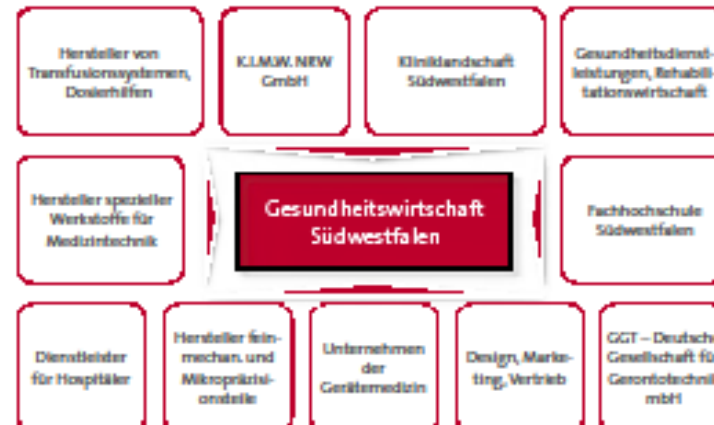 Hersteller von
Transfusionssystemen,
Dosierhilfen
K.I.M.W. NRW
GmbH
Kliniklandschaft
Südwestfalen
Gesundheitsdienst-
leistungen, Rehabili-
tationswirtschaft
Hersteller spezieller
Werkstoffe für
Medizintechnik
Gesundheitswirtschaft
Südwestfalen
Fachhochschule
Südwestfalen
Dienstleister
für Hospitäler
Hersteller fein-
mechan. und
Mikropräzisi-
onsteile
Unternehmen
der
Gerätemedizin
Design, Marke-
ting, Vertrieb
GGT – Deutsche
Gesellschaft für
Gerontotechnik
mbH